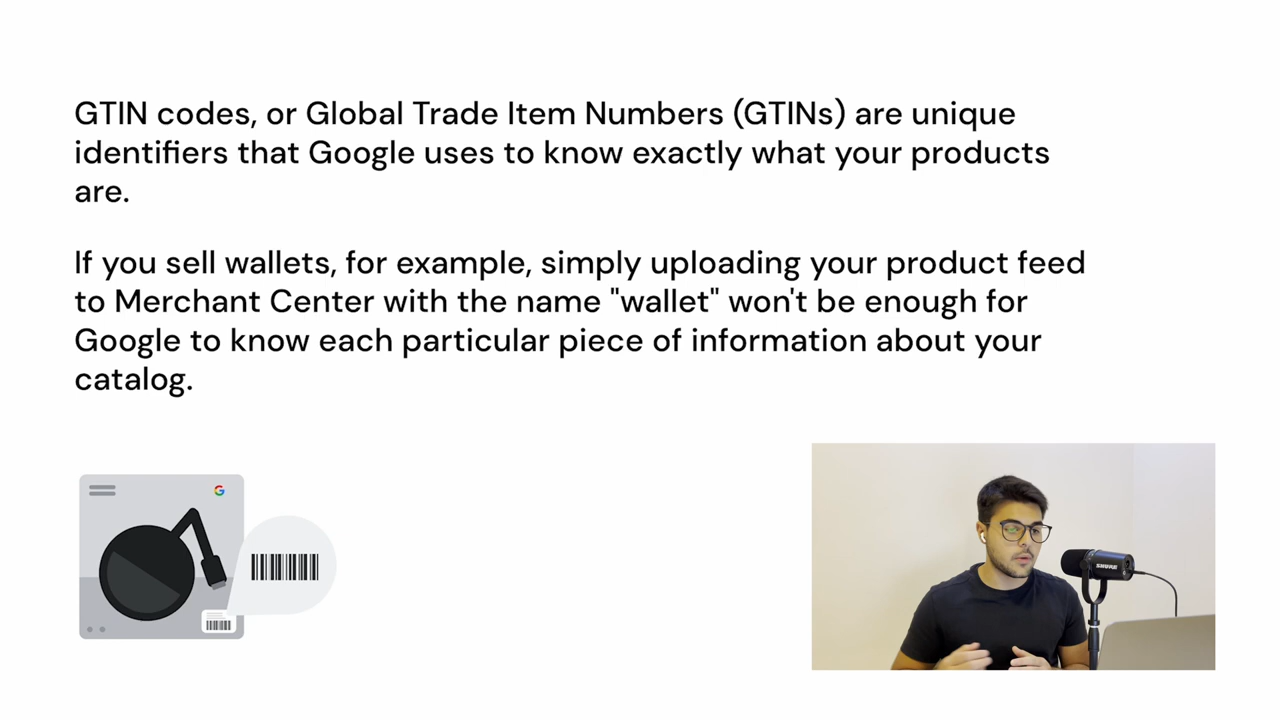 GTIN codes, or Global Trade Item Numbers (GTINs) are unique
identifiers that Google uses to know exactly what your products
are.
If you sell wallets, for example, simply uploading your product feed
to Merchant Center with the name "wallet" won't be enough for
Google to know each particular piece of information about your
catalog.
G
SHURE